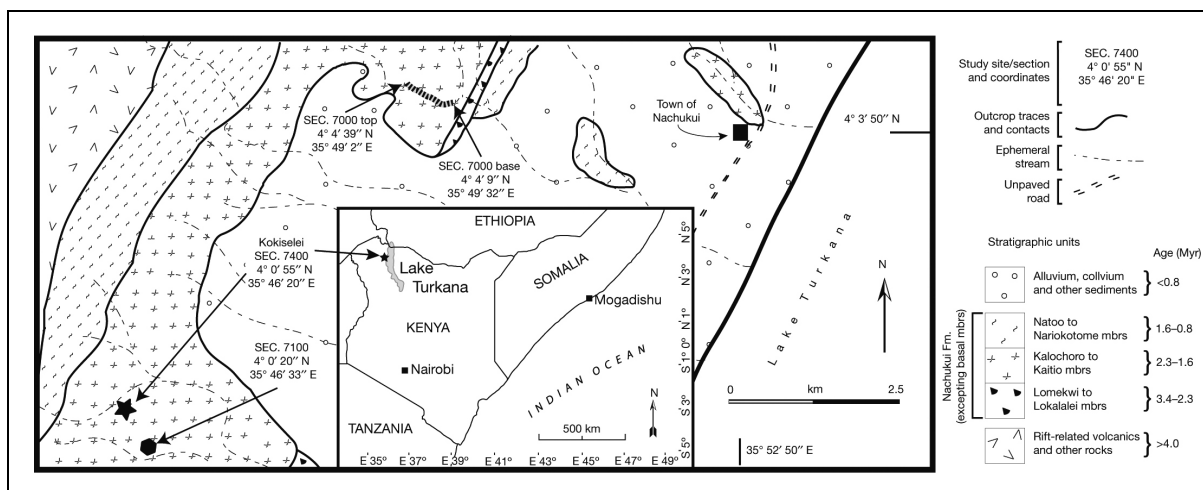 SEC. 7000 top
4° 4′ 39″ N
35° 49′ 2″ E
SEC. 7000 base
4° 4′ 9″ N
35° 49′ 32″ E
Town of
Nachukui
4° 3′ 50″ N
Kokiselei
SEC. 7400
4° 0′ 55″ N
35° 46′ 20″ E
SEC. 7100
4° 0′ 20″ N
35° 46′ 33″ E
ETHIOPIA
SOMALIA
Lake
Turkana
Mogadishu
KENYA
Nairobi
TANZANIA
INDIAN OCEAN
N
500 km
E 35°
E 37°
E 39°
E 41°
E 43°
E 45°
E 47°
E 49°
N 5°
N 3°
N 1°
S 1° 0
S 3°
S 5°
Lake Turkana
N
0 km 2.5
35° 52′ 50″ E
Study site/section
and coordinates
SEC. 7400
4° 0′ 55″ N
35° 46′ 20″ E
Outcrop traces
and contacts
Ephemeral
stream
Unpaved
road
Stratigraphic units
Age (Myr)
Alluvium, collvium
and other sediments
<0.8
Nachukui Fm.
(excepting basal mbrs)
Natoo to
Nariokotome mbrs
1.6–0.8
Kalochoro to
Kaitio mbrs
2.3–1.6
Lomekwi to
Lokalalei mbrs
3.4–2.3
Rift-related volcanics
and other rocks
>4.0